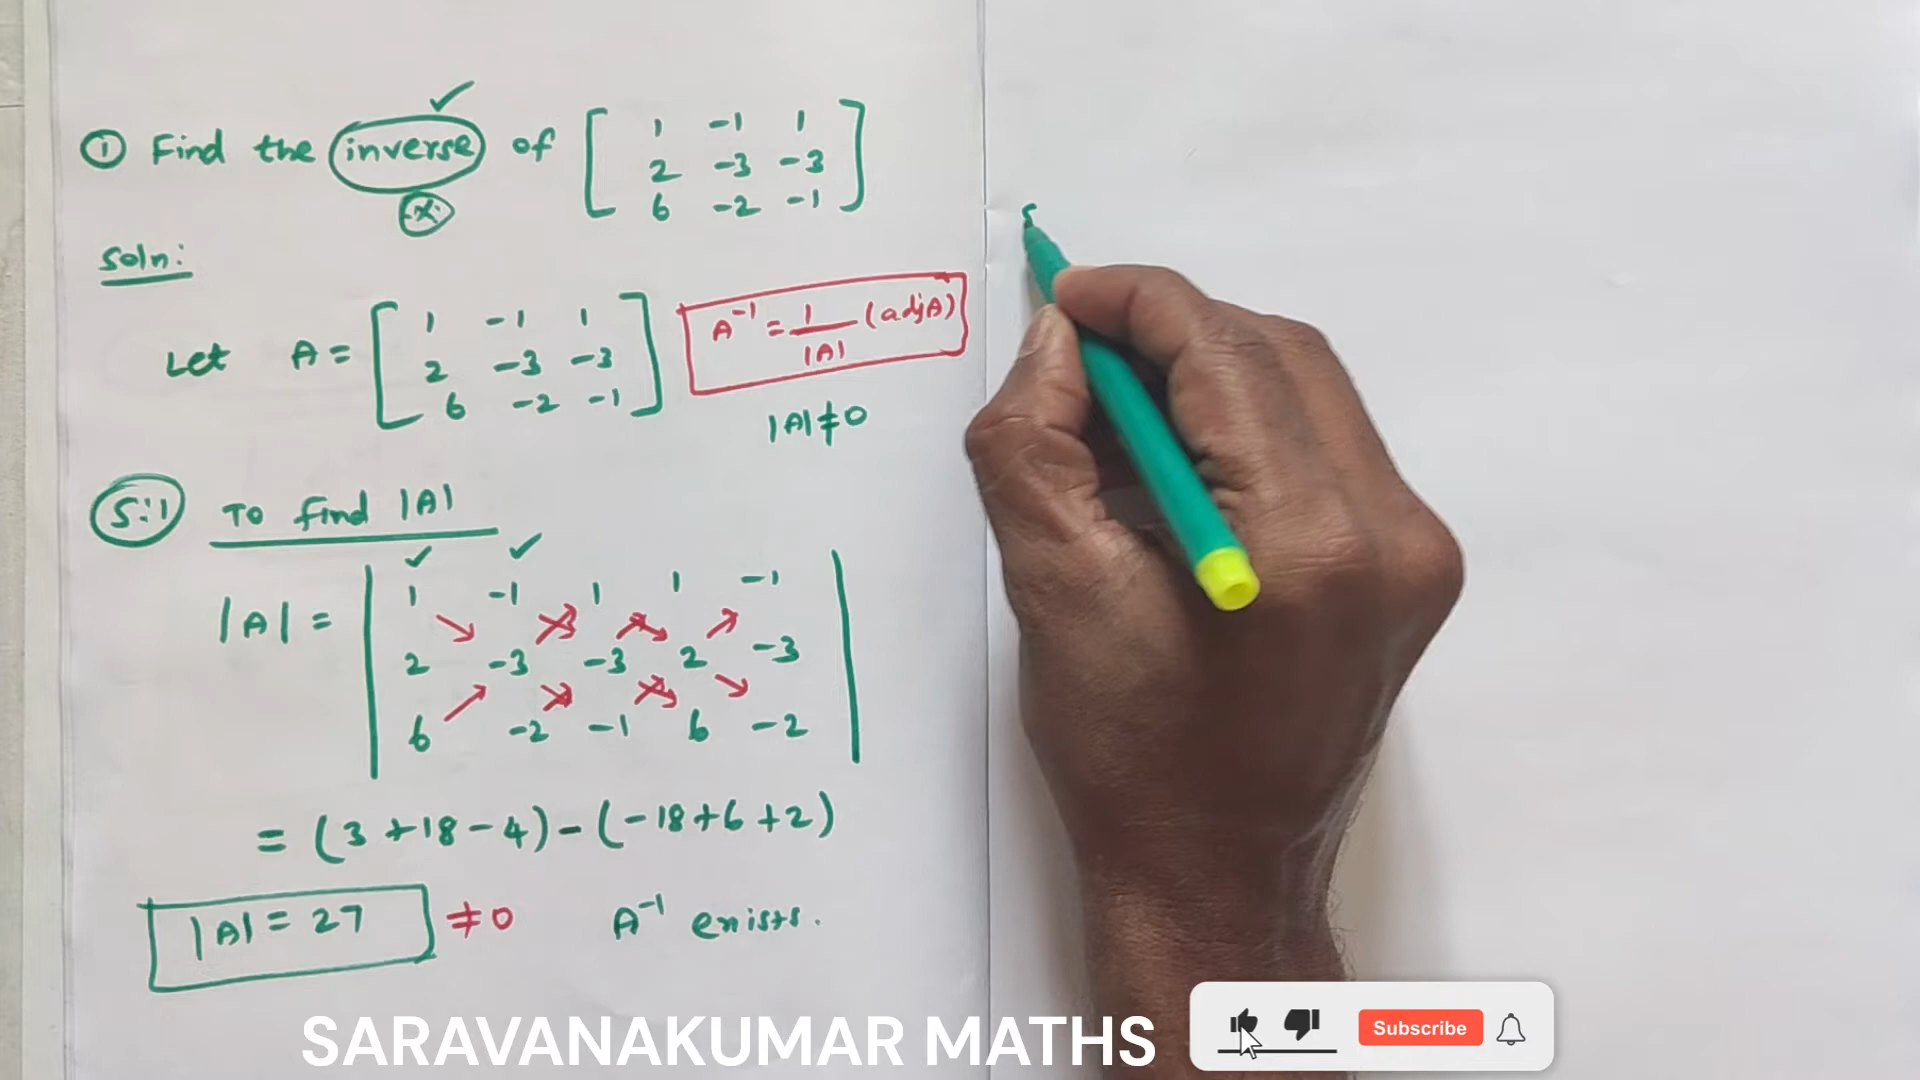 ① Find the inverse of [ 1 -1 1
2 -3 -3
6 -2 -1 ]
(x)
Soln:
Let A = [ 1 -1 1
2 -3 -3
6 -2 -1 ]
A⁻¹ = 1/|A| (adjA)
|A| ≠ 0
S:1 To find |A|
|A| = | 1 -1 1 1 -1
2 -3 -3 2 -3
6 -2 -1 6 -2 |
= (3+18-4)-(-18+6+2)
|A| = 27 ≠0 A⁻¹ exists.
SARAVANAKUMAR MATHS
Subscribe